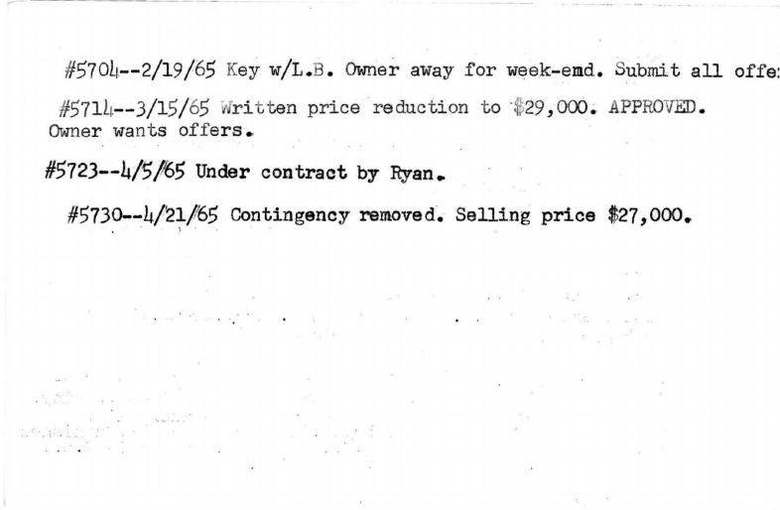 #5704--2/19/65 Key w/L.B. Owner away for week-end. Submit all offe
#5714--3/15/65 Written price reduction to $29,000. APPROVED.
Owner wants offers.
#5723--4/5/65 Under contract by Ryan.
#5730--4/21/65 Contingency removed. Selling price $27,000.